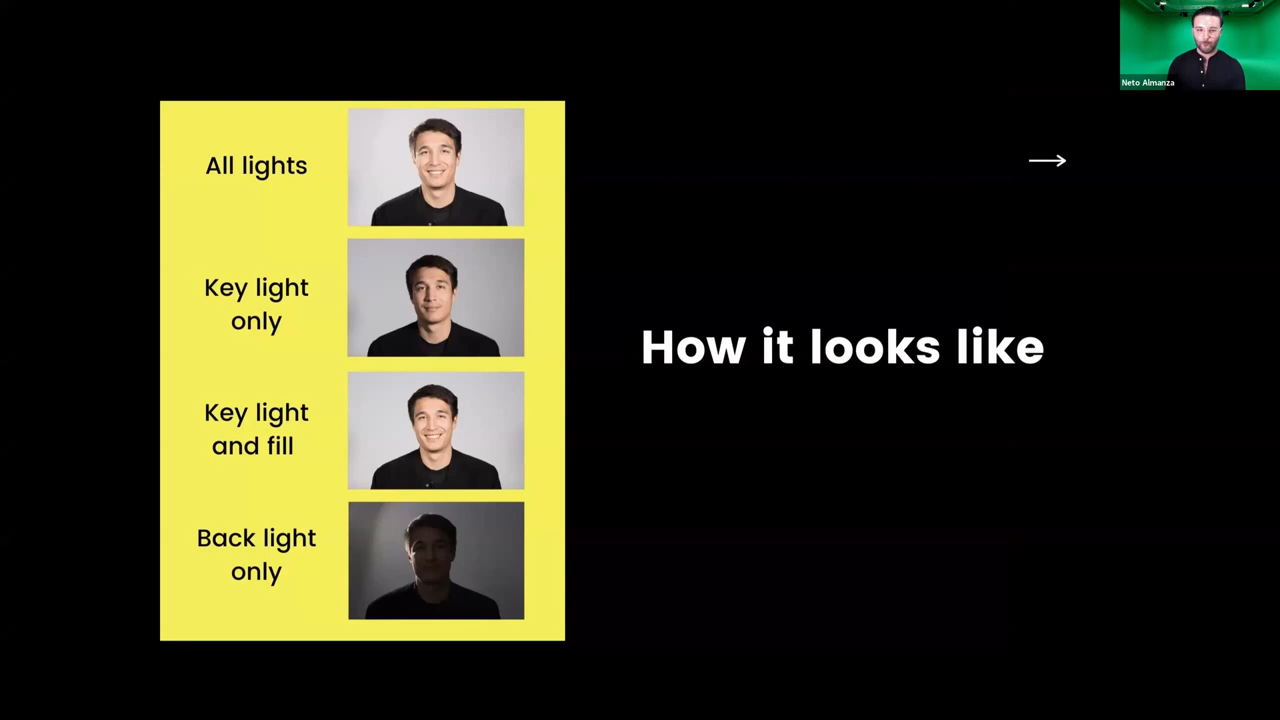 Neto Almanza
All lights
Key light
only
Key light
and fill
Back light
only
How it looks like